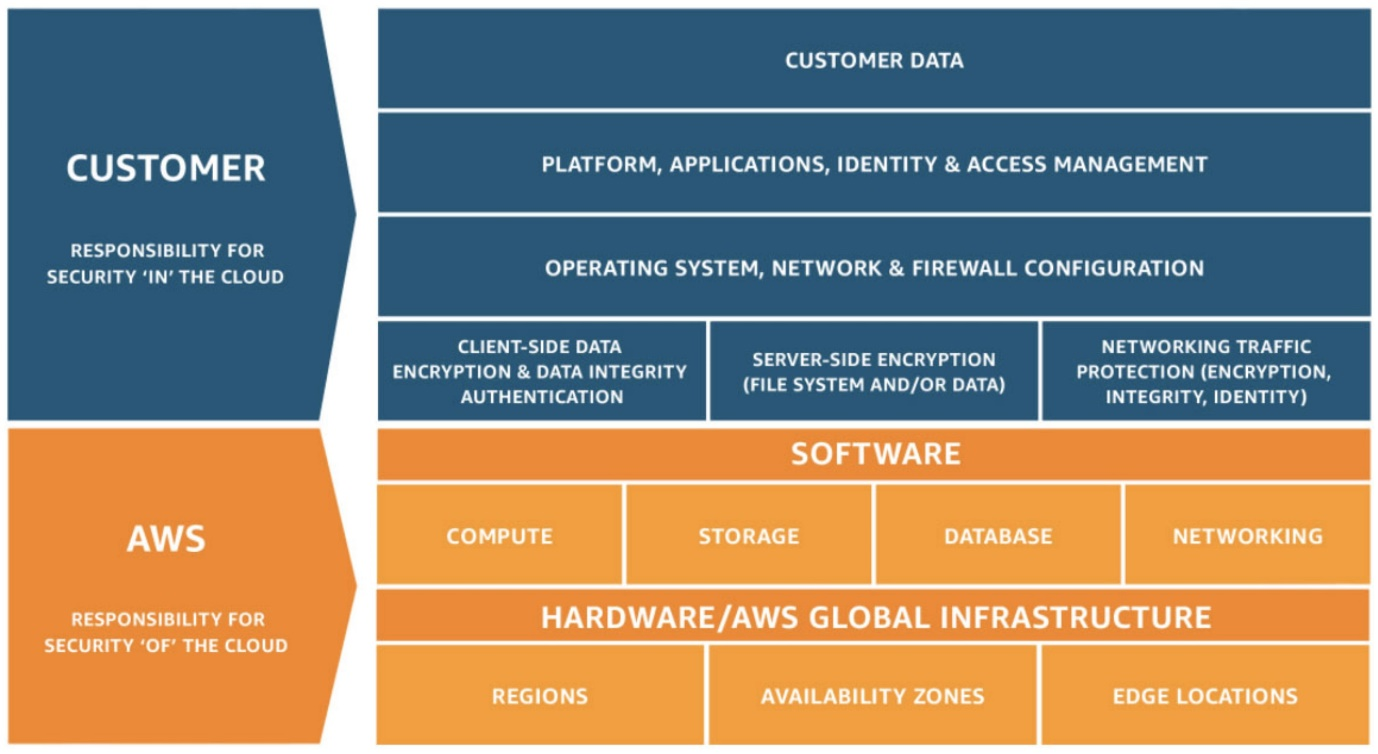 CUSTOMER
RESPONSIBILITY FOR
SECURITY ‘IN’ THE CLOUD
CUSTOMER DATA
PLATFORM, APPLICATIONS, IDENTITY & ACCESS MANAGEMENT
OPERATING SYSTEM, NETWORK & FIREWALL CONFIGURATION
CLIENT-SIDE DATA
ENCRYPTION & DATA INTEGRITY
AUTHENTICATION
SERVER-SIDE ENCRYPTION
(FILE SYSTEM AND/OR DATA)
NETWORKING TRAFFIC
PROTECTION (ENCRYPTION,
INTEGRITY, IDENTITY)
AWS
RESPONSIBILITY FOR
SECURITY ‘OF’ THE CLOUD
SOFTWARE
COMPUTE
STORAGE
DATABASE
NETWORKING
HARDWARE/AWS GLOBAL INFRASTRUCTURE
REGIONS
AVAILABILITY ZONES
EDGE LOCATIONS